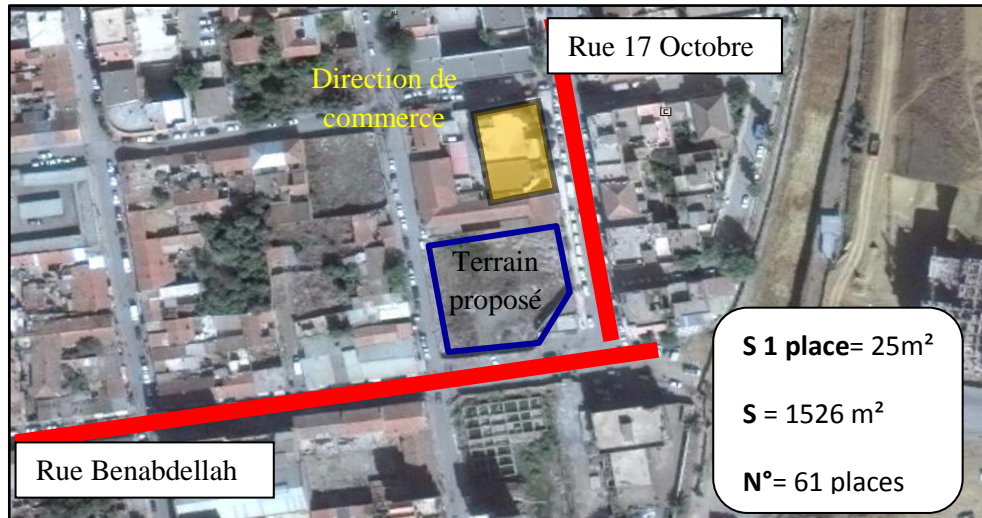 Rue 17 Octobre
Direction de
commerce
Terrain
proposé
S 1 place= 25m²
S = 1526 m²
N°= 61 places
Rue Benabdellah